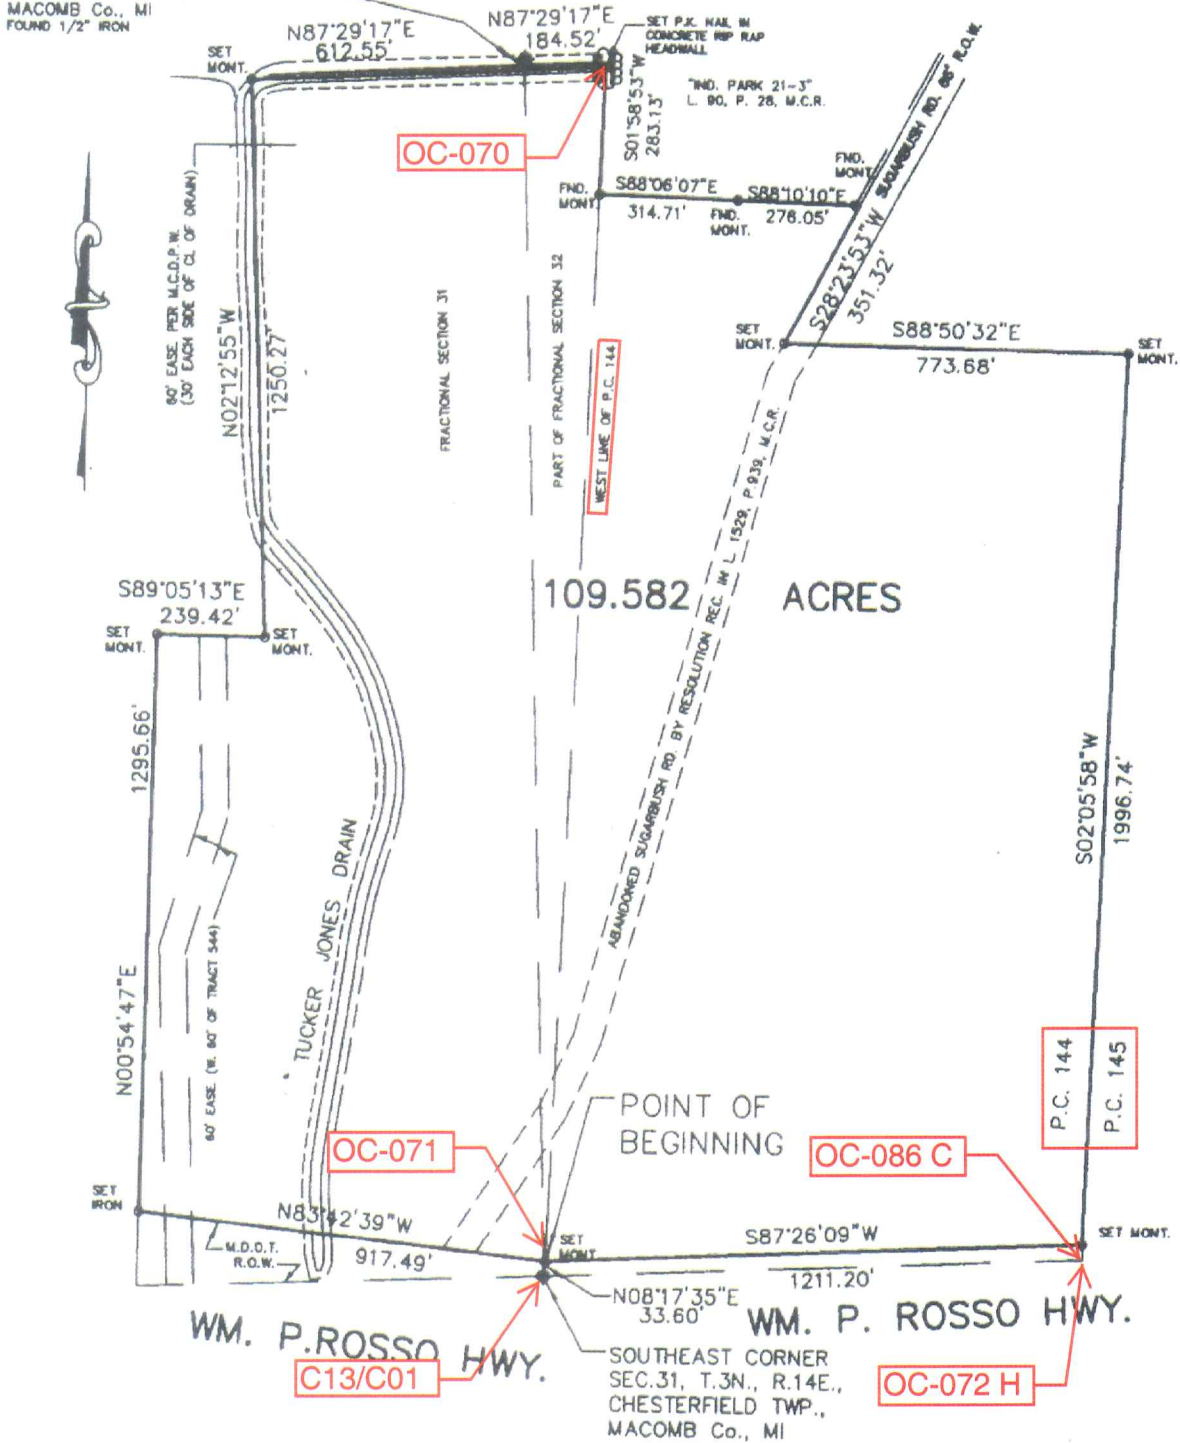 MACOMB Co., MI
FOUND 1/2" IRON
N87°29'17"E
612.55'
N87°29'17"E
184.52'
SET P.K. NAIL IN
CONCRETE RIP RAP
HEADWALL
SET
MONT.
"IND. PARK 21-3"
L. 90, P. 28, M.C.R.
SUGARBUSH RD. 66' R.O.W.
OC-070
S01°58'53"W
283.13'
FND.
MONT.
FND.
MONT.
S88°06'07"E
314.71'
FND.
MONT.
S88°10'10"E
276.05'
S28°23'53"W
351.32'
60' EASE. PER M.C.D.P.W.
(30' EACH SIDE OF CL OF DRAIN)
N02°12'55"W
1250.27'
FRACTIONAL SECTION 31
PART OF FRACTIONAL SECTION 32
WEST LINE OF P.C. 144
SET
MONT.
S88°50'32"E
773.68'
SET
MONT.
109.582 ACRES
S89°05'13"E
239.42'
SET
MONT.
SET
MONT.
ABANDONED SUGARBUSH RD. BY RESOLUTION REC. IN L. 1529, P.939, M.C.R.
1295.66'
N00°54'47"E
60' EASE (W. 60' OF TRACT 544)
TUCKER JONES DRAIN
S02°05'58"W
1996.74'
P.C. 144
P.C. 145
POINT OF
BEGINNING
OC-071
OC-086 C
SET
IRON
N83°42'39"W
917.49'
M.D.O.T.
R.O.W.
SET
MONT
S87°26'09"W
1211.20'
SET MONT.
N08°17'35"E
33.60'
WM. P.ROSSO HWY.
WM. P. ROSSO HWY.
C13/C01
SOUTHEAST CORNER
SEC.31, T.3N., R.14E.,
CHESTERFIELD TWP.,
MACOMB Co., MI
OC-072 H